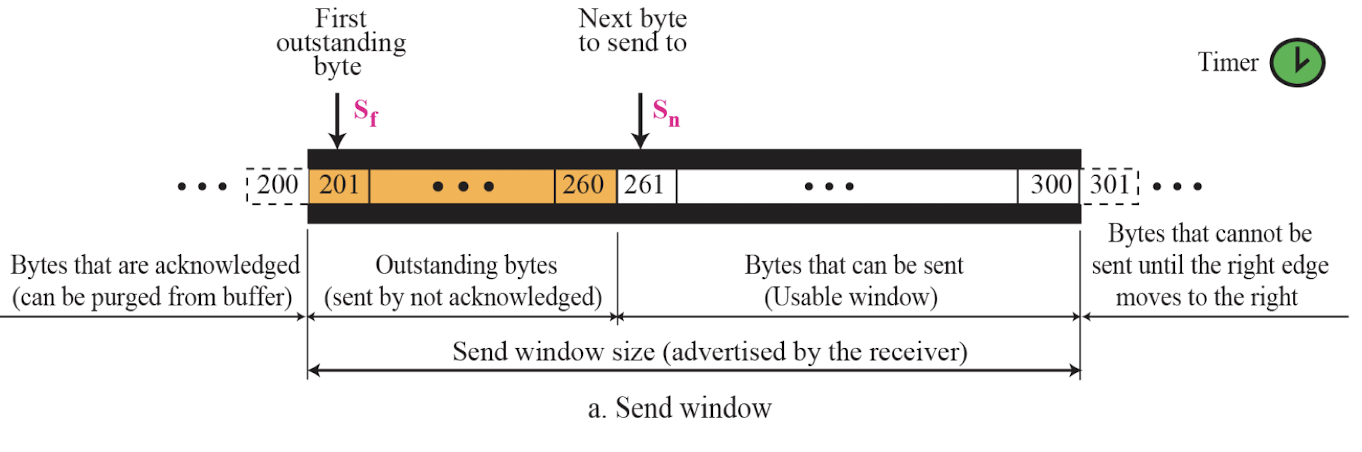 First
outstanding
byte
Next byte
to send to
Timer
Sf
Sn
• • • 200 201 • • • 260 261 • • • 300 301 • • •
Bytes that are acknowledged
(can be purged from buffer)
Outstanding bytes
(sent by not acknowledged)
Bytes that can be sent
(Usable window)
Bytes that cannot be
sent until the right edge
moves to the right
Send window size (advertised by the receiver)
a. Send window